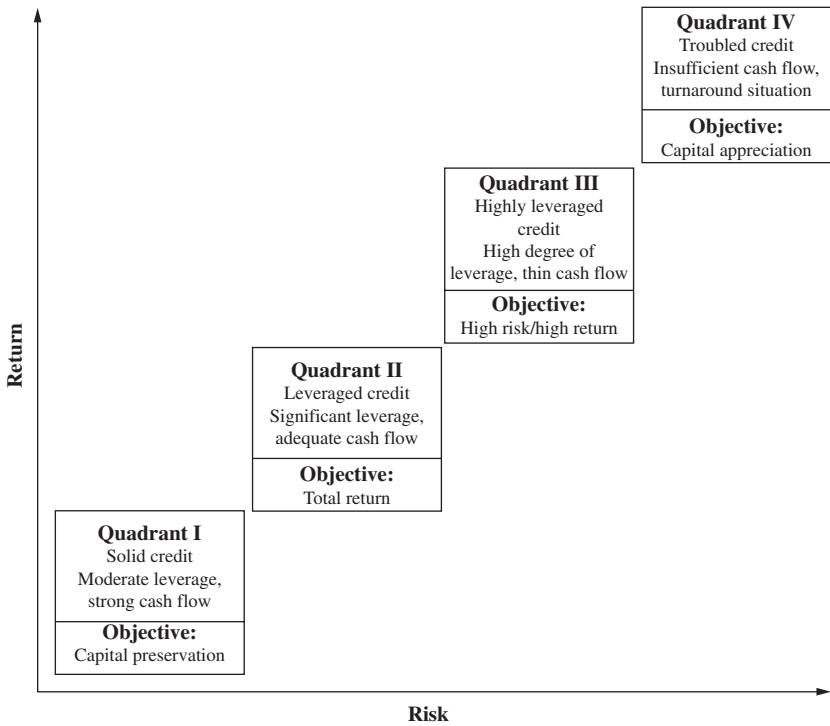 Quadrant IV
Troubled credit
Insufficient cash flow,
turnaround situation
Objective:
Capital appreciation
Quadrant III
Highly leveraged
credit
High degree of
leverage, thin cash flow
Objective:
High risk/high return
Quadrant II
Leveraged credit
Significant leverage,
adequate cash flow
Objective:
Total return
Quadrant I
Solid credit
Moderate leverage,
strong cash flow
Objective:
Capital preservation
Return
Risk